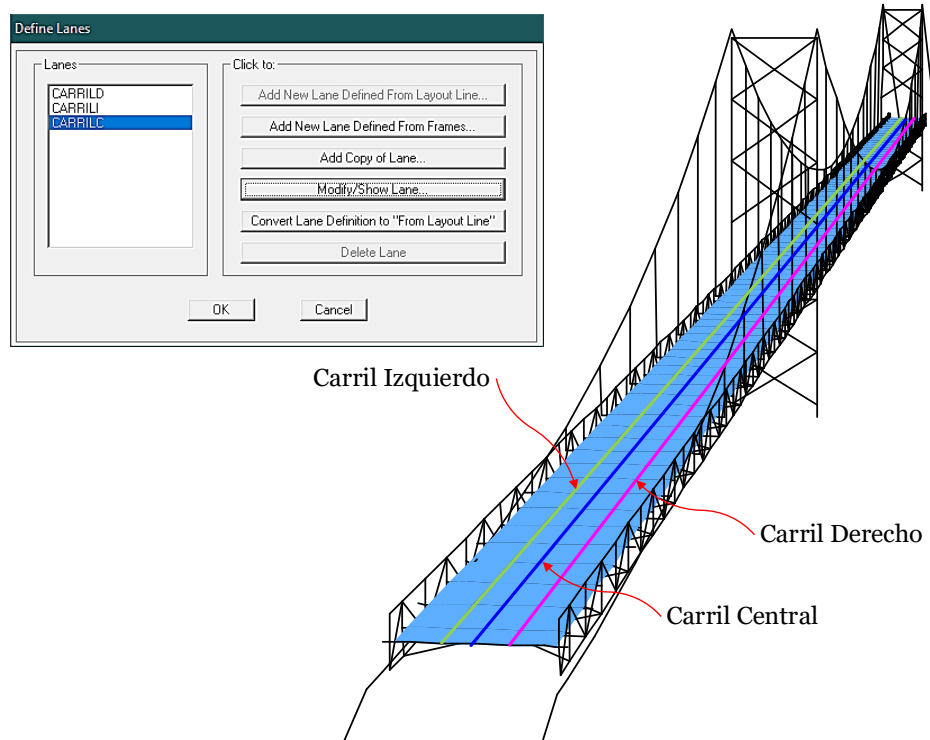 Define Lanes
Lanes
CARRILD
CARRILI
CARRILC
Click to:
Add New Lane Defined From Layout Line...
Add New Lane Defined From Frames...
Add Copy of Lane...
Modify/Show Lane...
Convert Lane Definition to "From Layout Line"
Delete Lane
OK
Cancel
Carril Izquierdo
Carril Derecho
Carril Central